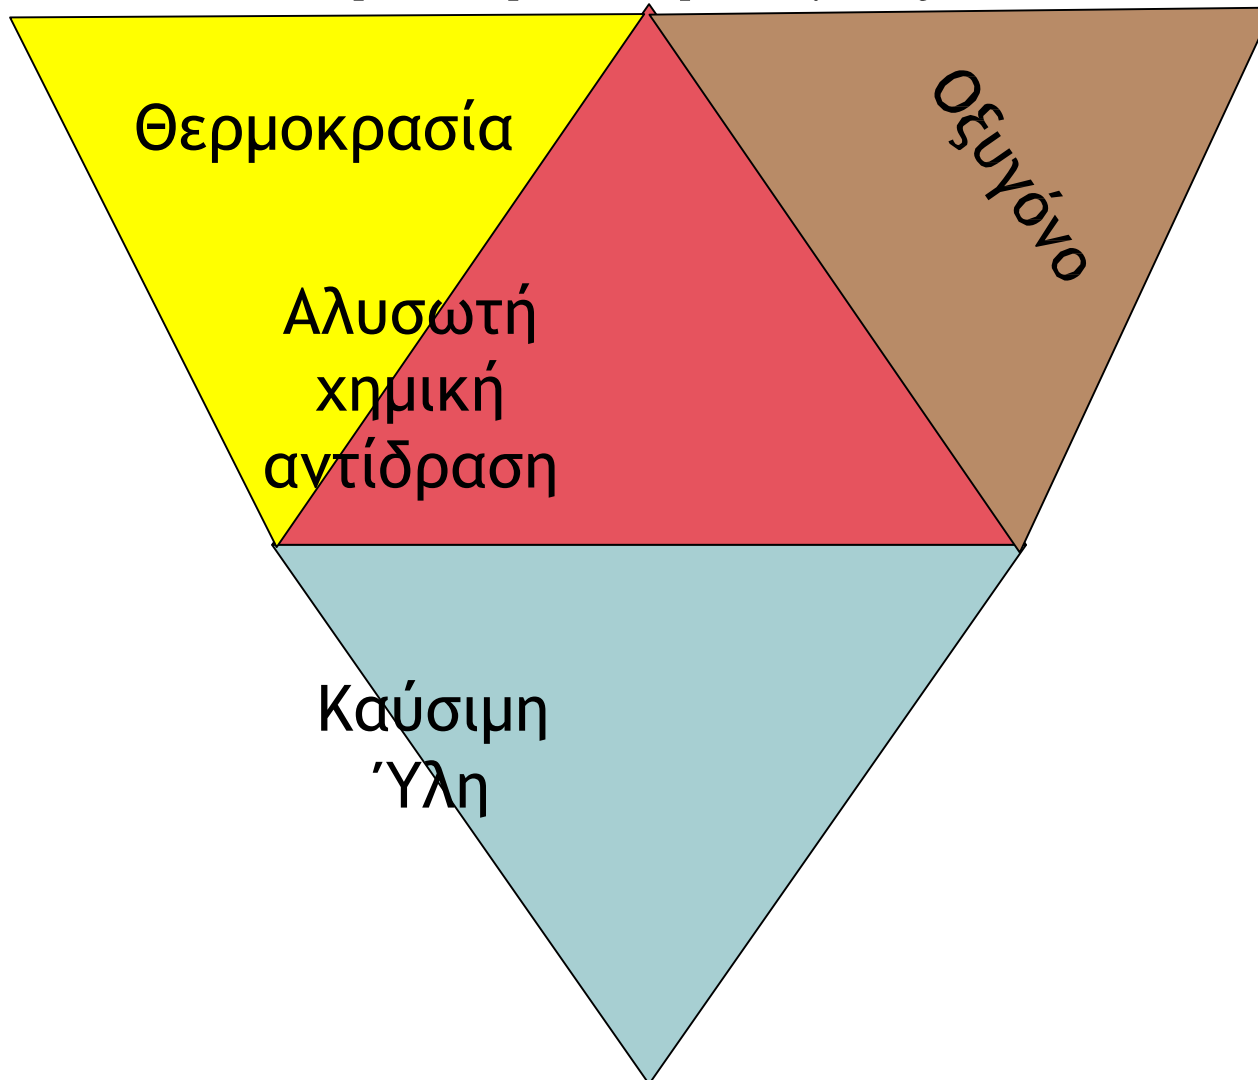 Θερμοκρασία
Οξυγόνο
Αλυσωτή
χημική
αντίδραση
Καύσιμη
Ύλη